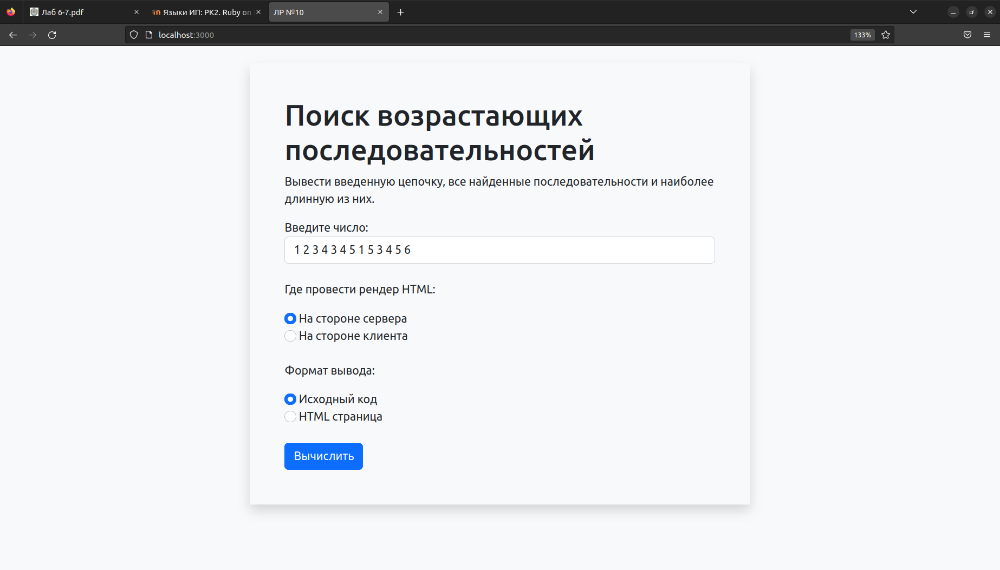 Лаб 6-7.pdf
Языки ИП: РК2. Ruby on
ЛР №10
localhost:3000
133%
Поиск возрастающих
последовательностей
Вывести введенную цепочку, все найденные последовательности и наиболее
длинную из них.
Введите число:
1 2 3 4 3 4 5 1 5 3 4 5 6
Где провести рендер HTML:
На стороне сервера
На стороне клиента
Формат вывода:
Исходный код
HTML страница
Вычислить